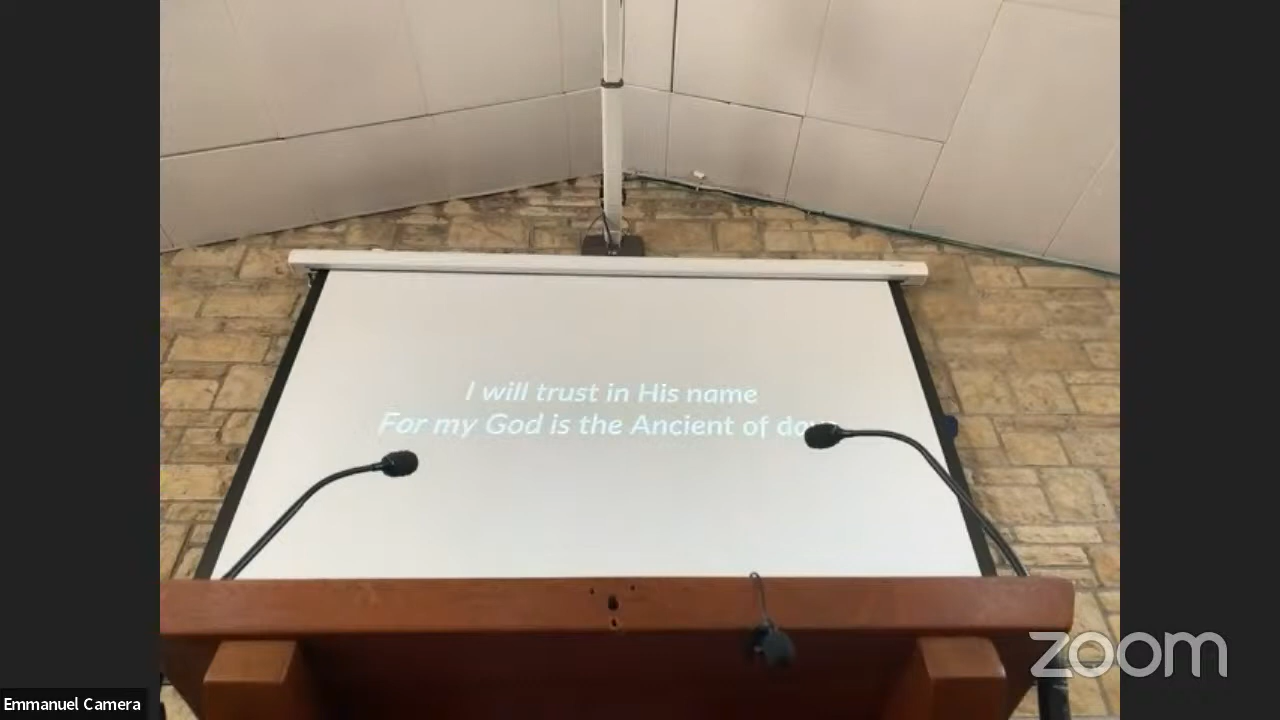 I will trust in His name
For my God is the Ancient of
zoom
Emmanuel Camera